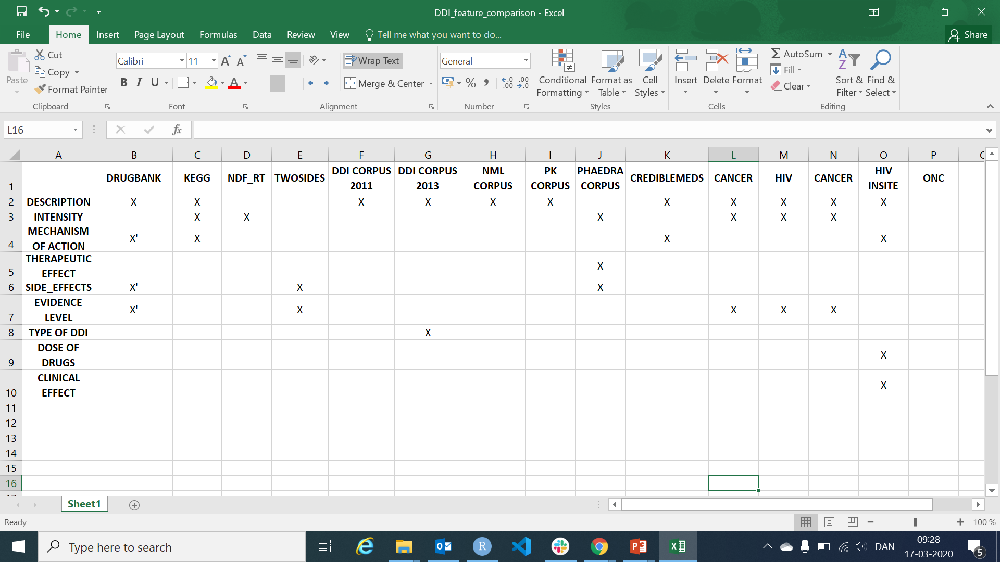 DDI_feature_comparison - Excel
File Home Insert Page Layout Formulas Data Review View Tell me what you want to do... Share
Paste
Cut
Copy
Format Painter
Clipboard
Calibri 11
B I U
Font
Wrap Text
Merge & Center
Alignment
General
% ,
Number
Conditional Formatting
Format as Table
Cell Styles
Styles
Insert Delete Format
Cells
AutoSum
Fill
Clear
Sort & Filter
Find & Select
Editing
L16 fx
A B C D E F G H I J K L M N O P
1 DRUGBANK KEGG NDF_RT TWOSIDES DDI CORPUS 2011 DDI CORPUS 2013 NML CORPUS PK CORPUS PHAEDRA CORPUS CREDIBLEMEDS CANCER HIV CANCER HIV INSITE ONC
2 DESCRIPTION X X X X X X X X X X X
3 INTENSITY X X X X X X
4 MECHANISM OF ACTION X' X X X
5 THERAPEUTIC EFFECT X
6 SIDE_EFFECTS X' X X
7 EVIDENCE LEVEL X' X X X X
8 TYPE OF DDI X
9 DOSE OF DRUGS X
10 CLINICAL EFFECT X
11
12
13
14
15
16
Sheet1
Ready 100 %
Type here to search
DAN
09:28
17-03-2020
5